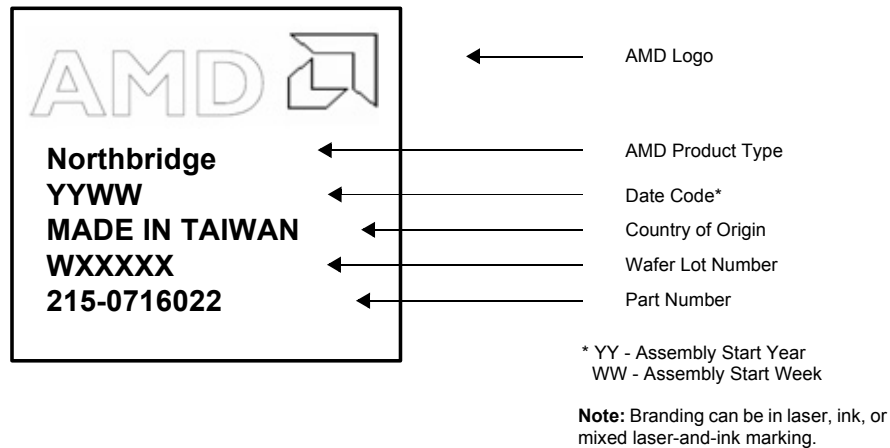 AMD
AMD Logo
Northbridge
AMD Product Type
YYWW
Date Code*
MADE IN TAIWAN
Country of Origin
WXXXXX
Wafer Lot Number
215-0716022
Part Number
* YY - Assembly Start Year
WW - Assembly Start Week
Note: Branding can be in laser, ink, or
mixed laser-and-ink marking.